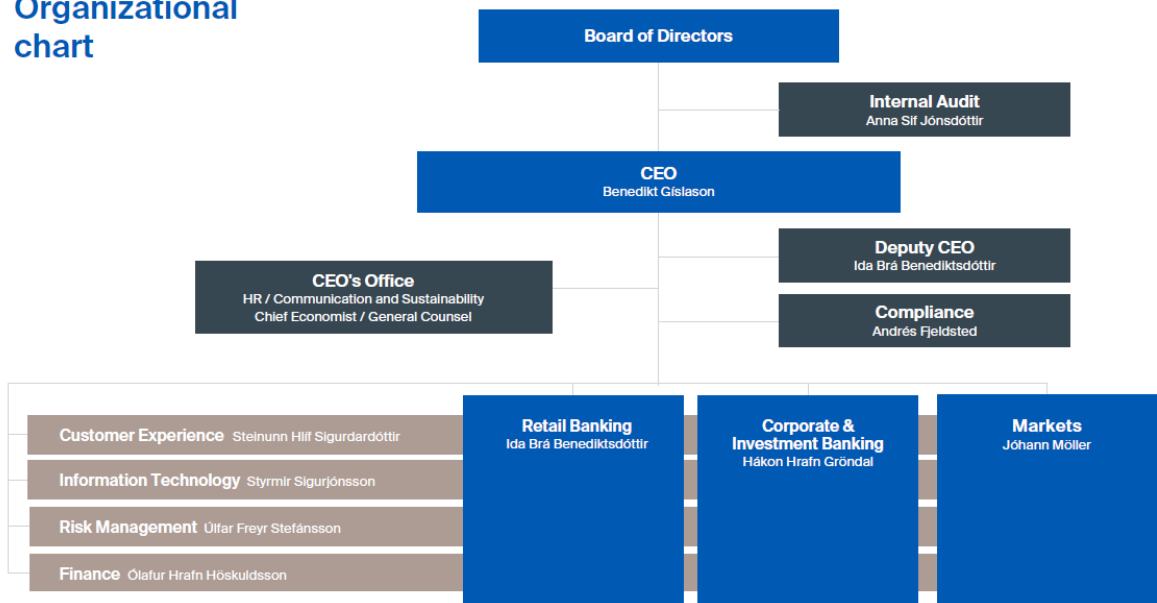 Organizational
chart
Board of Directors
Internal Audit
Anna Sif Jónsdóttir
CEO
Benedikt Gíslason
Deputy CEO
Ida Brá Benediktsdóttir
CEO's Office
HR / Communication and Sustainability
Chief Economist / General Counsel
Compliance
Andrés Fjeldsted
Retail Banking
Ida Brá Benediktsdóttir
Corporate &
Investment Banking
Hákon Hrafn Gröndal
Markets
Jóhann Möller
Customer Experience Steinunn Hlíf Sigurdardóttir
Information Technology Styrmir Sigurjónsson
Risk Management Úlfar Freyr Stefánsson
Finance Ólafur Hrafn Höskuldsson